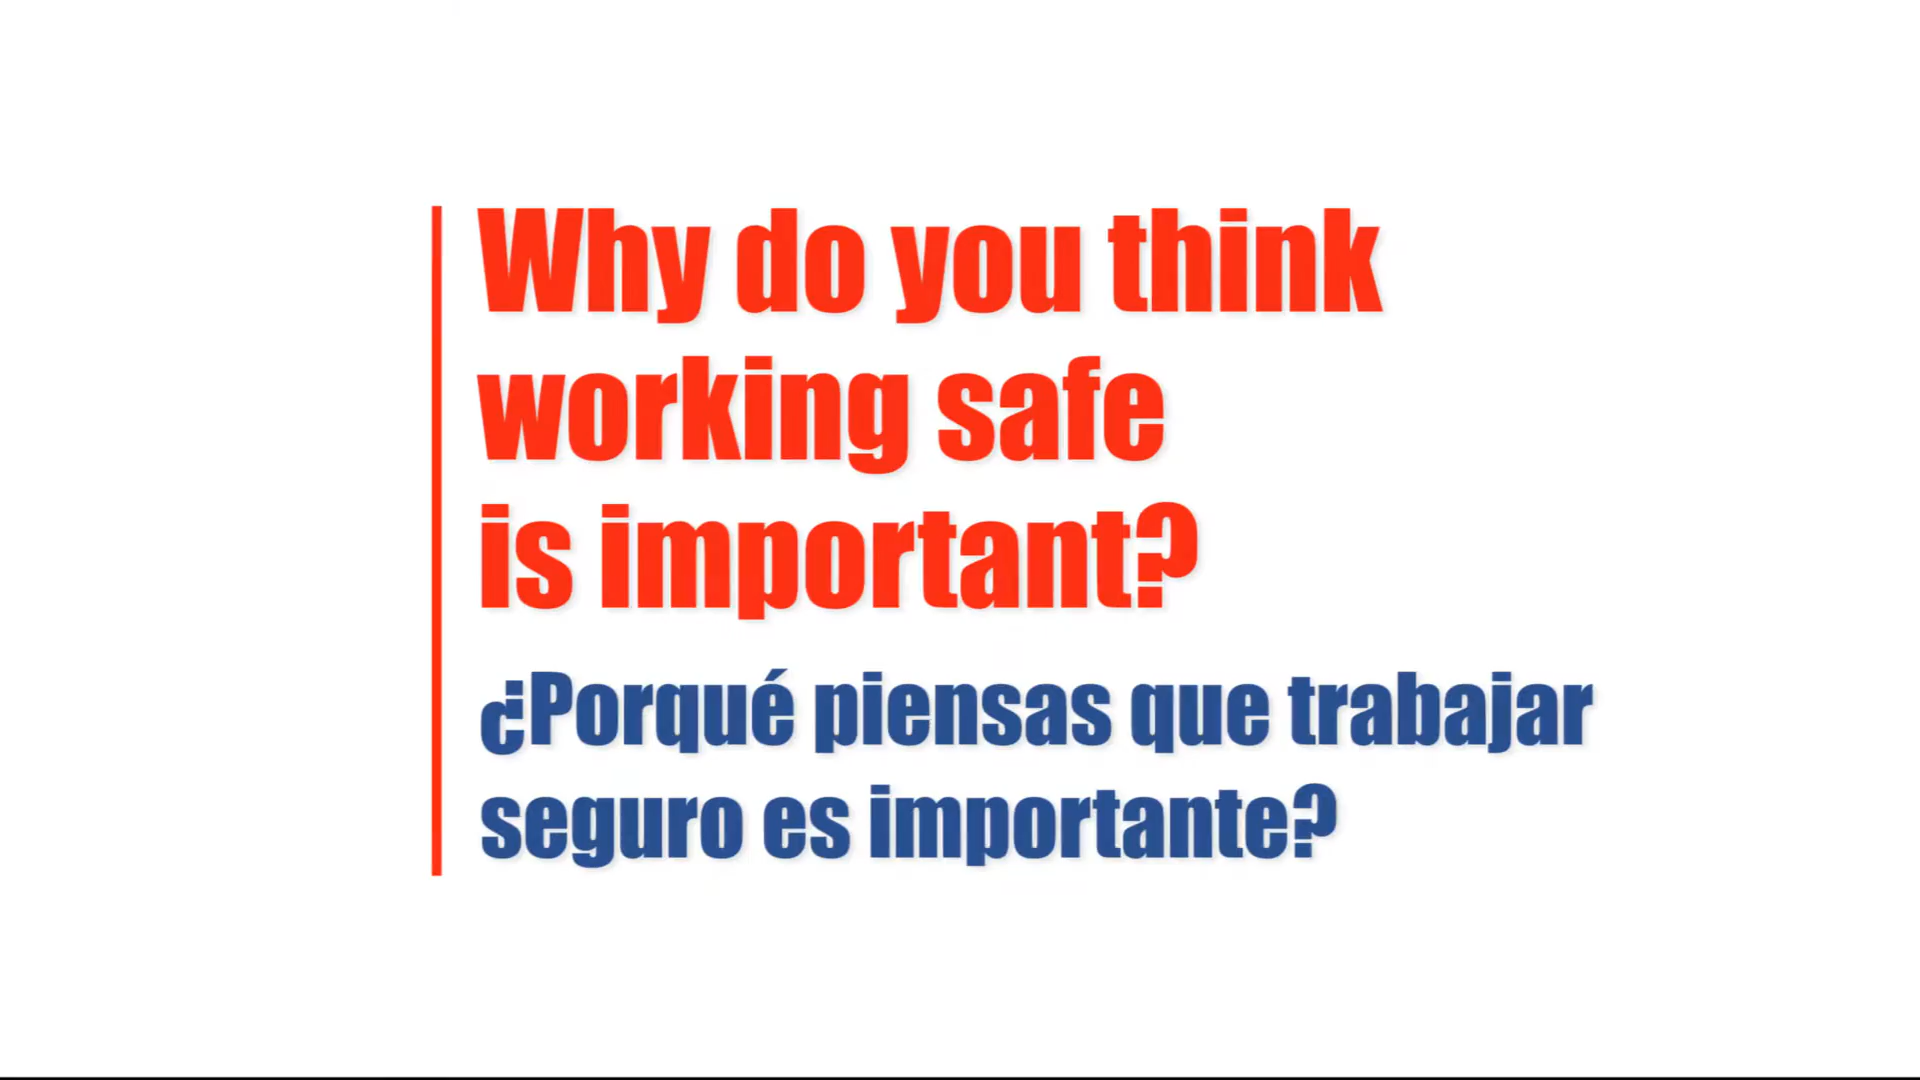 Why do you think
working safe
is important?
¿Porqué piensas que trabajar
seguro es importante?